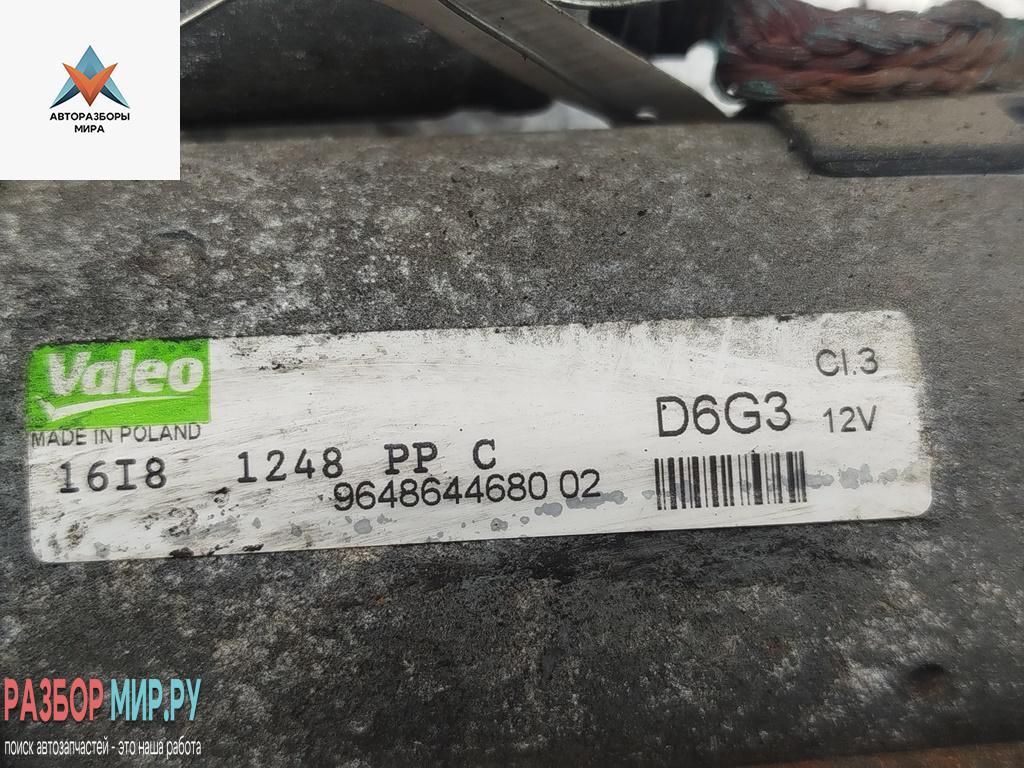 АВТОРАЗБОРЫ
МИРА
Valeo
MADE IN POLAND
Cl.3
D6G3 12V
16I8 1248 PP C
9648644680 02
РАЗБОР МИР.РУ
поиск автозапчастей - это наша работа